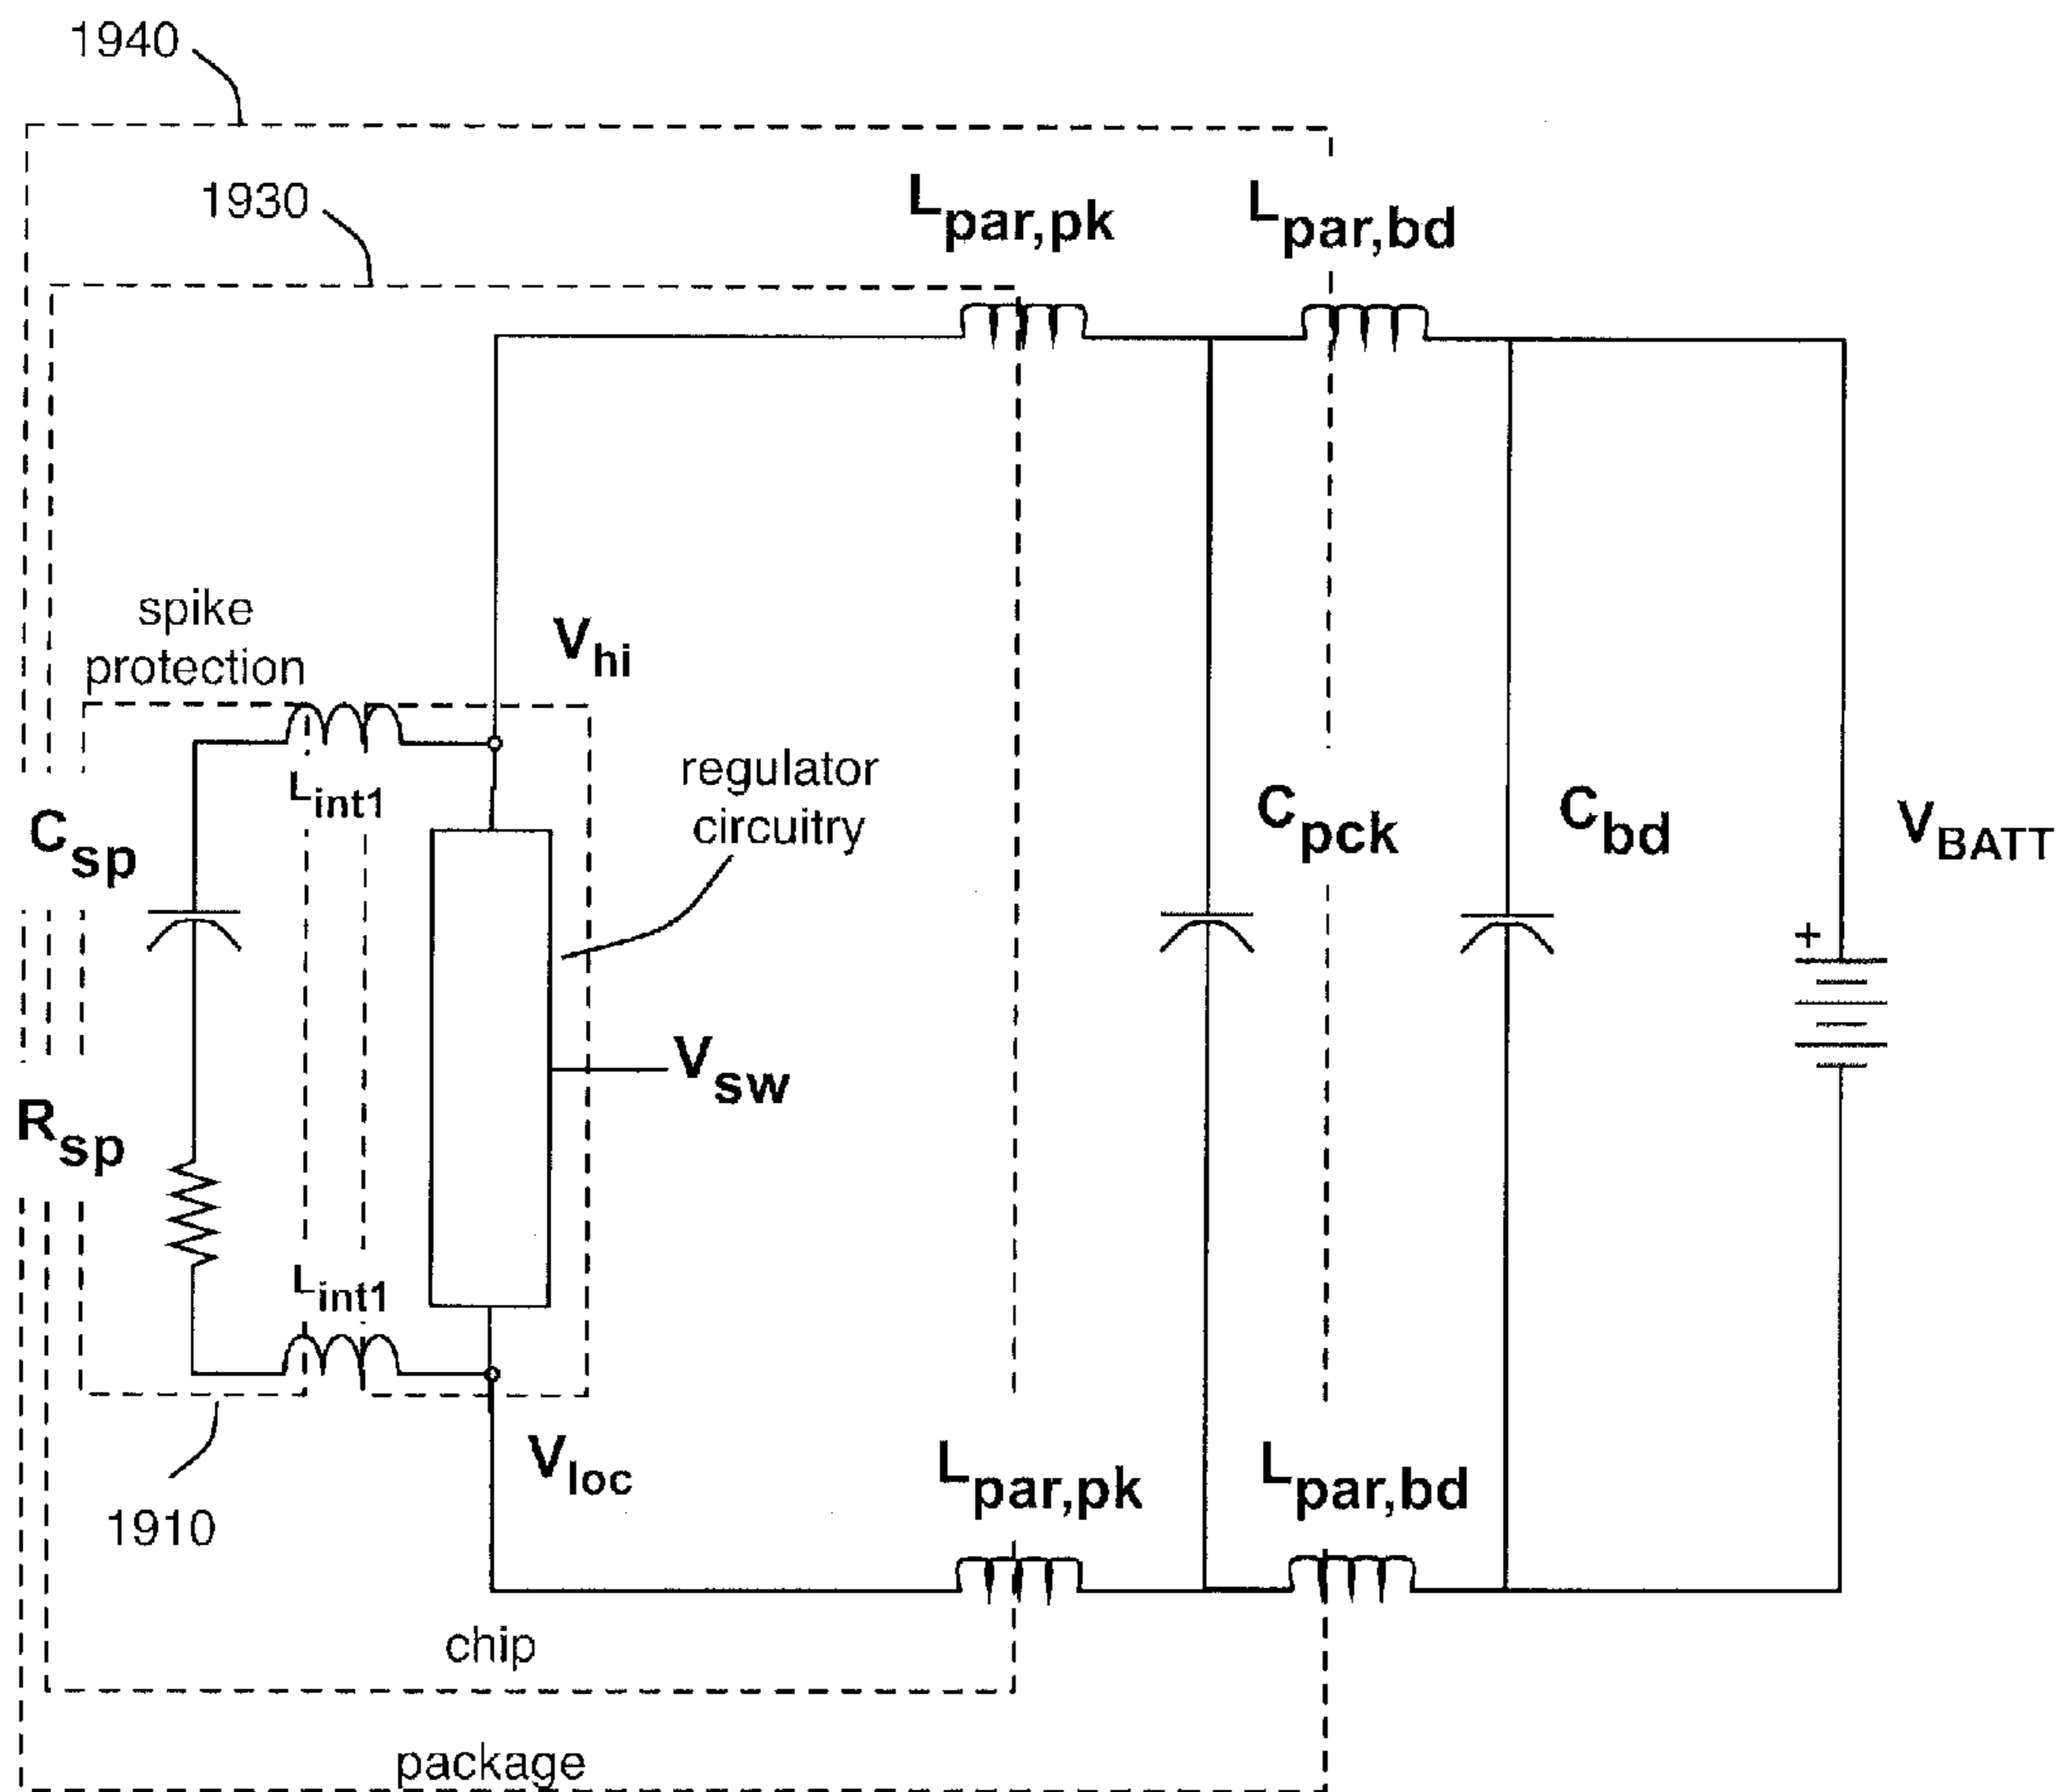 1940
1930
Lpar,pk
Lpar,bd
spike
protection
Vhi
regulator
circuitry
Lint1
Csp
Cpck
Cbd
VBATT
+
Vsw
Rsp
Lint1
Vloc
Lpar,pk
Lpar,bd
1910
chip
package